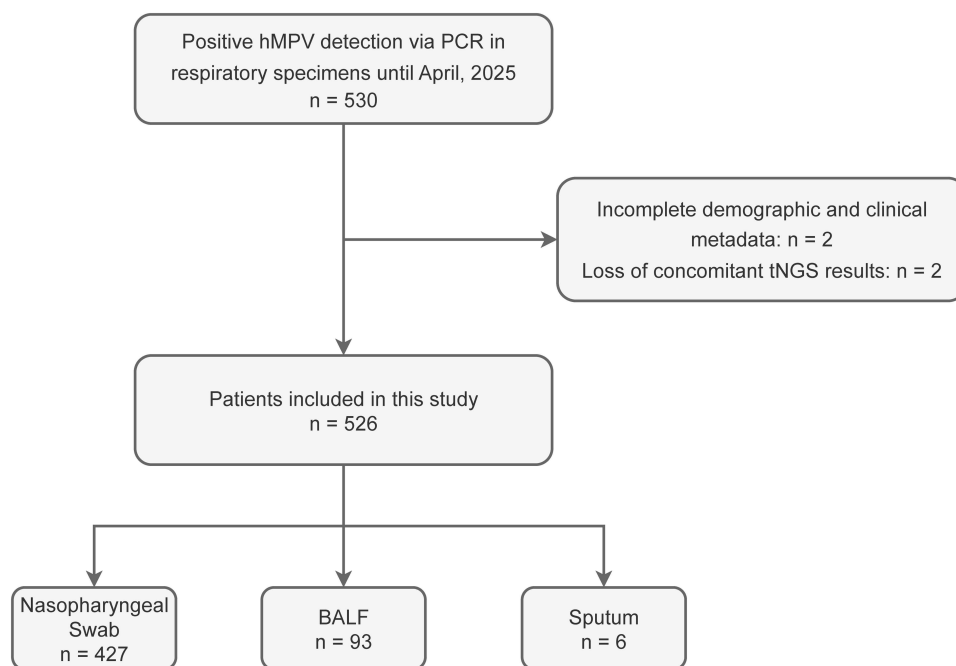 Positive hMPV detection via PCR in
respiratory specimens until April, 2025
n = 530
Incomplete demographic and clinical
metadata: n = 2
Loss of concomitant tNGS results: n = 2
Patients included in this study
n = 526
Nasopharyngeal
Swab
n = 427
BALF
n = 93
Sputum
n = 6